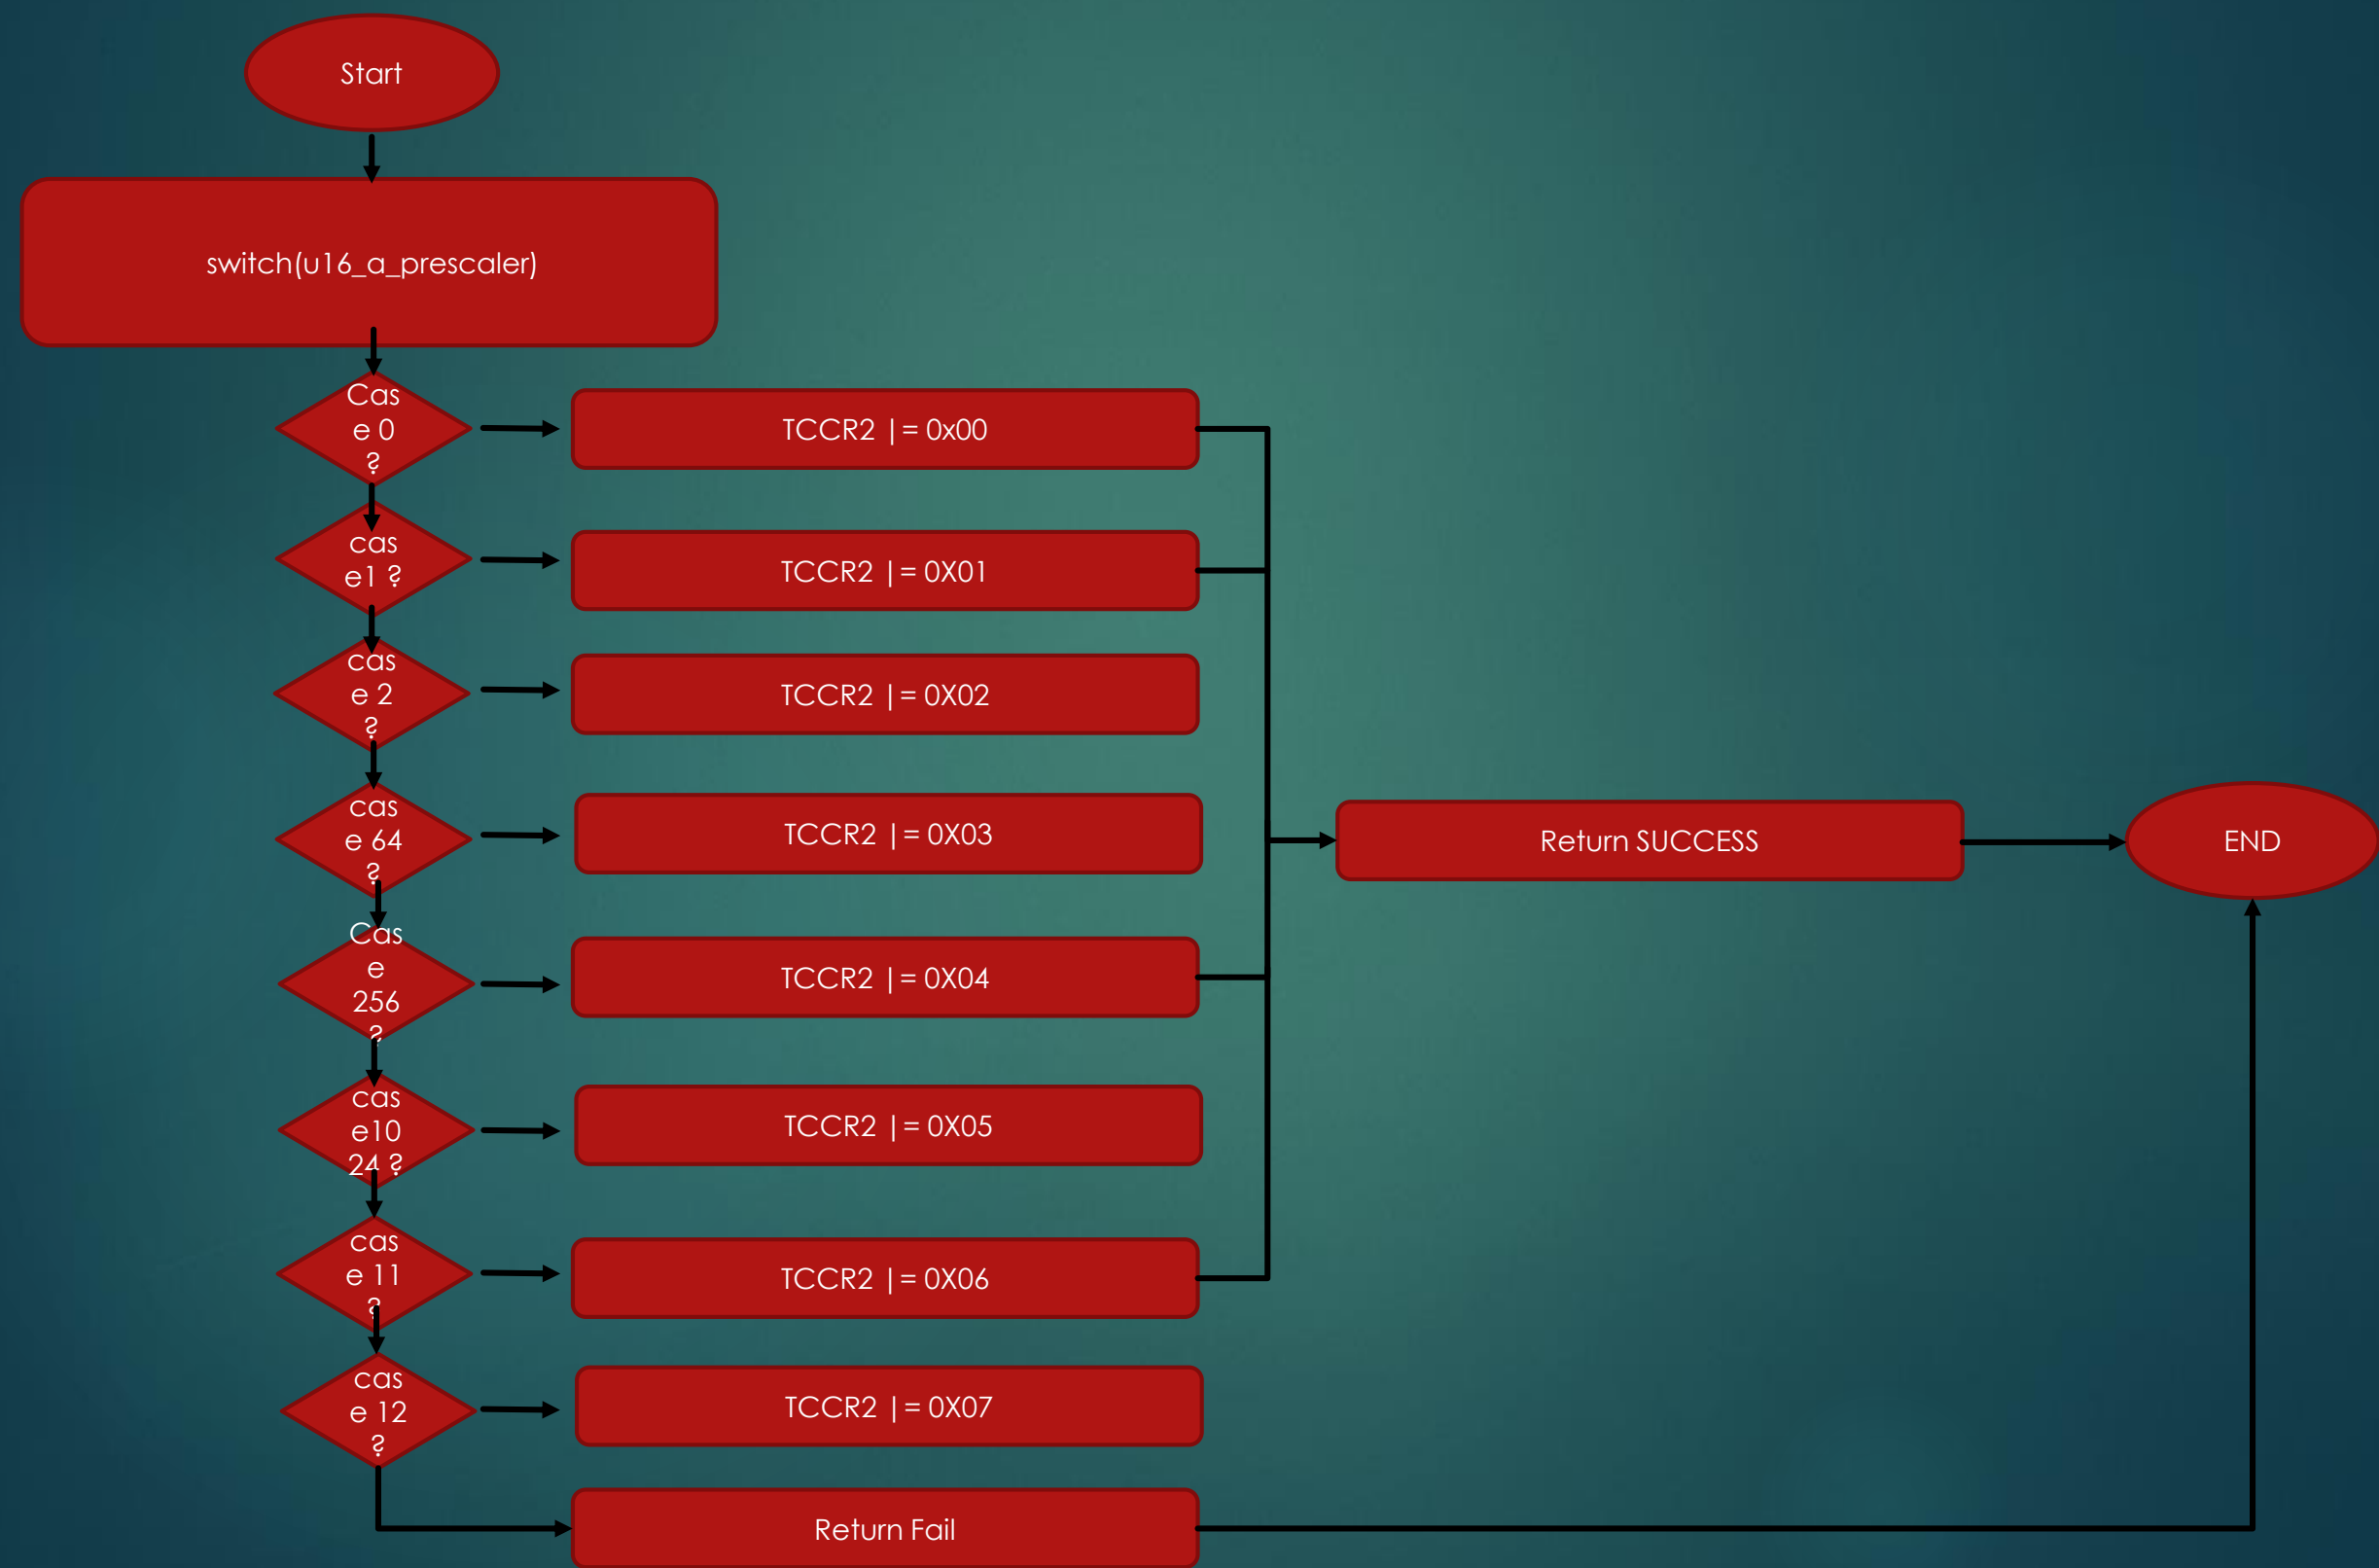 Start
switch(u16_a_prescaler)
Cas
e 0
?
TCCR2 |= 0x00
cas
e1 ?
TCCR2 |= 0X01
cas
e 2
?
TCCR2 |= 0X02
cas
e 64
?
TCCR2 |= 0X03
Return SUCCESS
END
Cas
e
256
?
TCCR2 |= 0X04
cas
e10
24 ?
TCCR2 |= 0X05
cas
e 11
?
TCCR2 |= 0X06
cas
e 12
?
TCCR2 |= 0X07
Return Fail